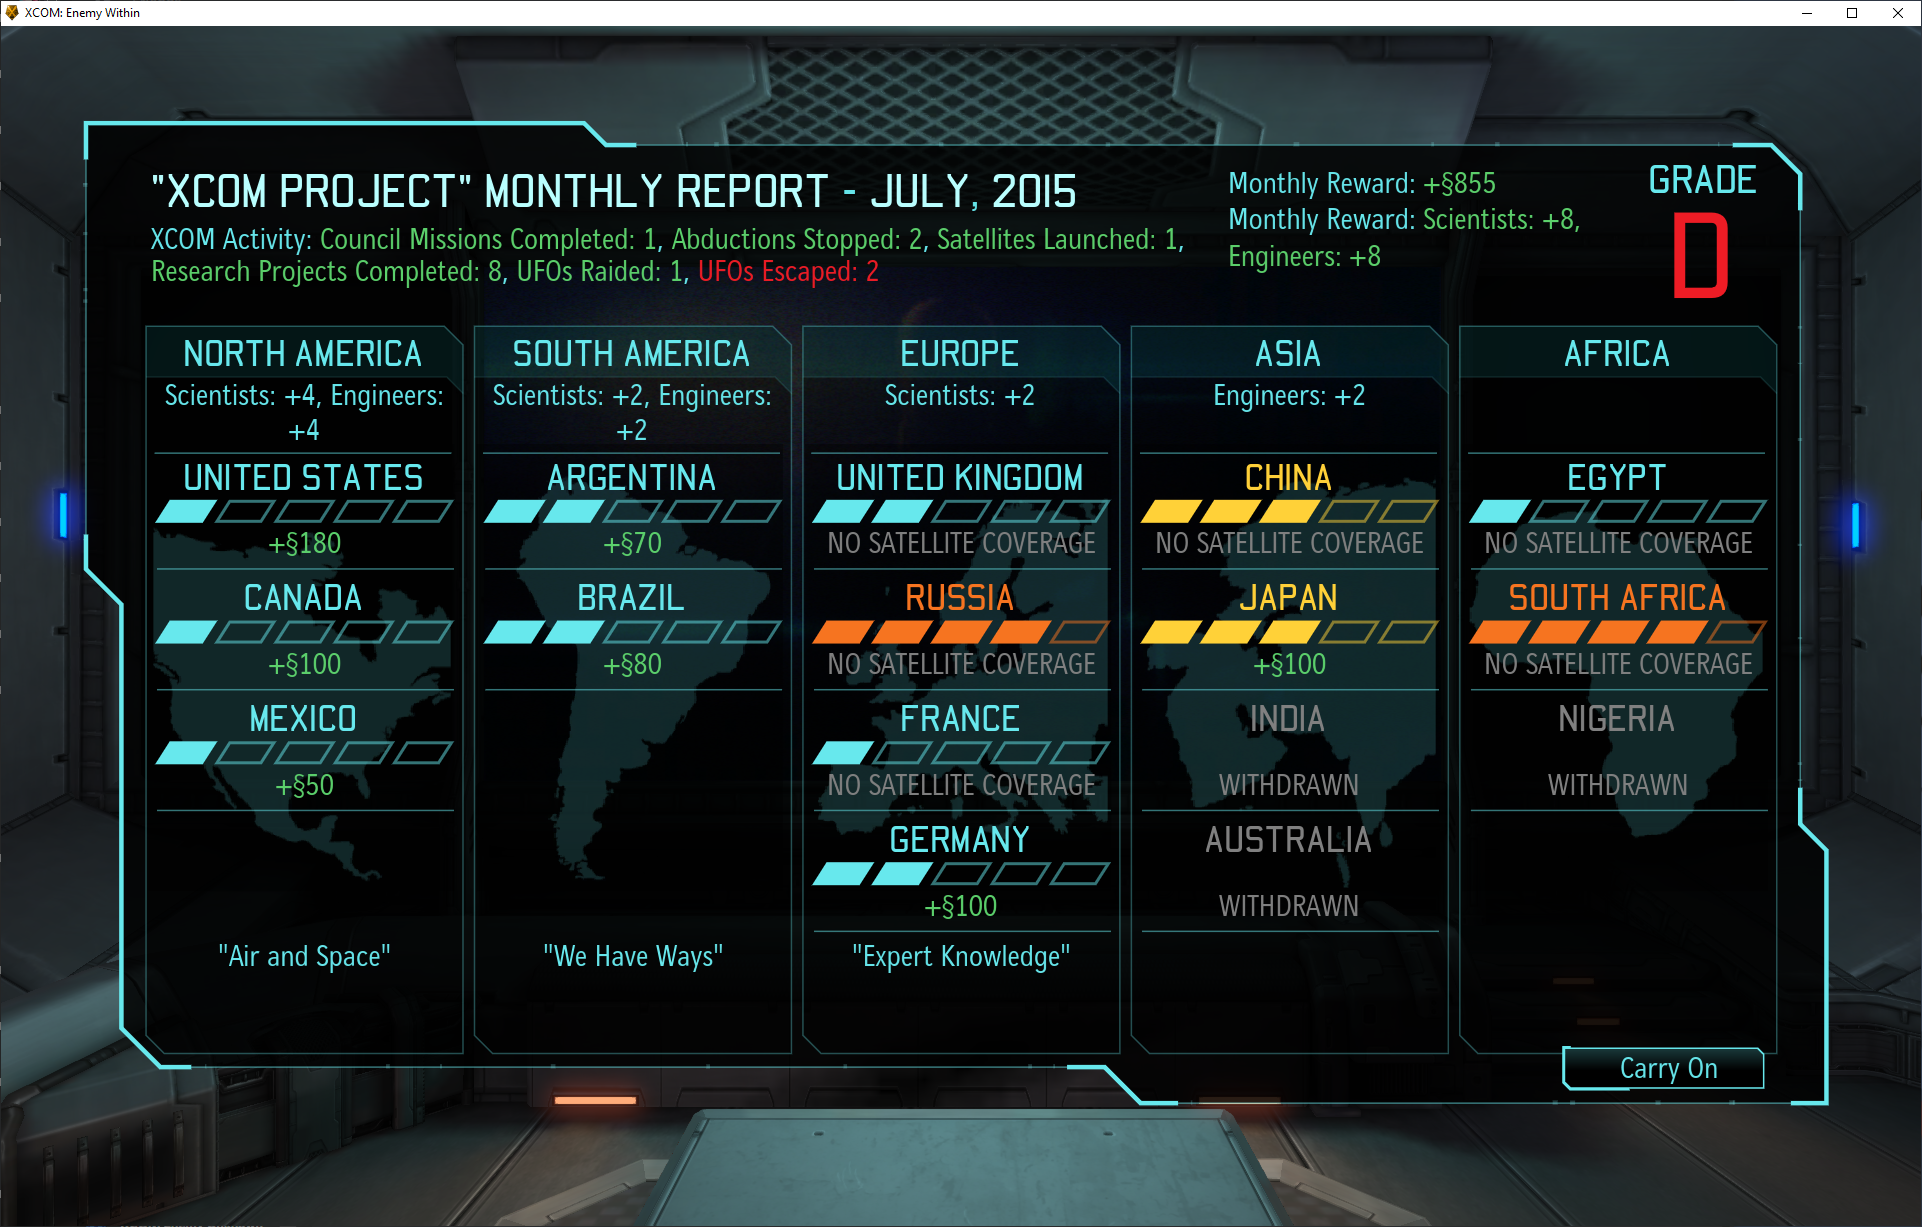 XCOM: Enemy Within
"XCOM PROJECT" MONTHLY REPORT - JULY, 2015
XCOM Activity: Council Missions Completed: 1, Abductions Stopped: 2, Satellites Launched: 1,
Research Projects Completed: 8, UFOs Raided: 1, UFOs Escaped: 2
Monthly Reward: +§855
Monthly Reward: Scientists: +8,
Engineers: +8
GRADE
D
NORTH AMERICA
Scientists: +4, Engineers:
+4
UNITED STATES
+§180
CANADA
+§100
MEXICO
+§50
"Air and Space"
SOUTH AMERICA
Scientists: +2, Engineers:
+2
ARGENTINA
+§70
BRAZIL
+§80
"We Have Ways"
EUROPE
Scientists: +2
UNITED KINGDOM
NO SATELLITE COVERAGE
RUSSIA
NO SATELLITE COVERAGE
FRANCE
NO SATELLITE COVERAGE
GERMANY
+§100
"Expert Knowledge"
ASIA
Engineers: +2
CHINA
NO SATELLITE COVERAGE
JAPAN
+§100
INDIA
WITHDRAWN
AUSTRALIA
WITHDRAWN
AFRICA
EGYPT
NO SATELLITE COVERAGE
SOUTH AFRICA
NO SATELLITE COVERAGE
NIGERIA
WITHDRAWN
Carry On